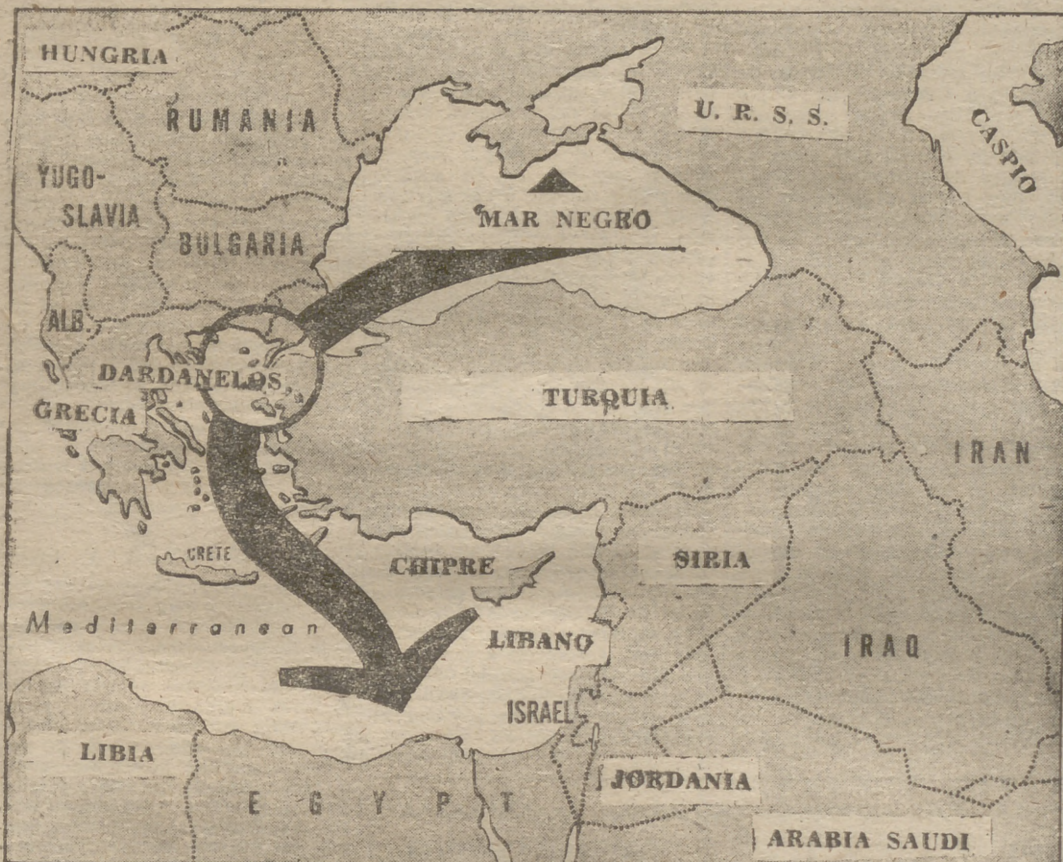 HUNGRIA
RUMANIA
U. R. S. S.
CASPIO
YUGO-
SLAVIA
MAR NEGRO
BULGARIA
ALB.
DARDANELOS
GRECIA
TURQUIA
IRAN
CRETE
CHIPRE
SIRIA
Mediterranean
LIBANO
IRAQ
ISRAEL
LIBIA
JORDANIA
EGYPT
ARABIA SAUDI